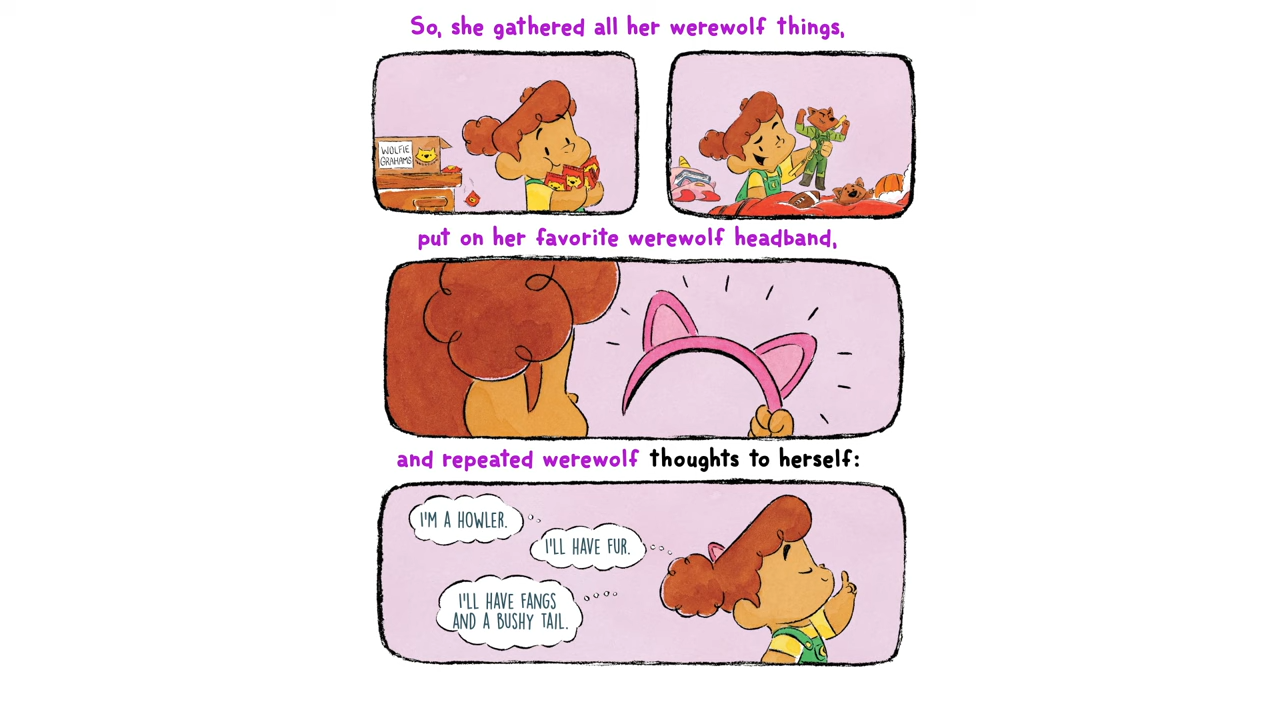 So, she gathered all her werewolf things,
WOLFIE
GRAHAMS
put on her favorite werewolf headband,
and repeated werewolf thoughts to herself:
I'M A HOWLER.
I'LL HAVE FUR.
I'LL HAVE FANGS
AND A BUSHY TAIL.